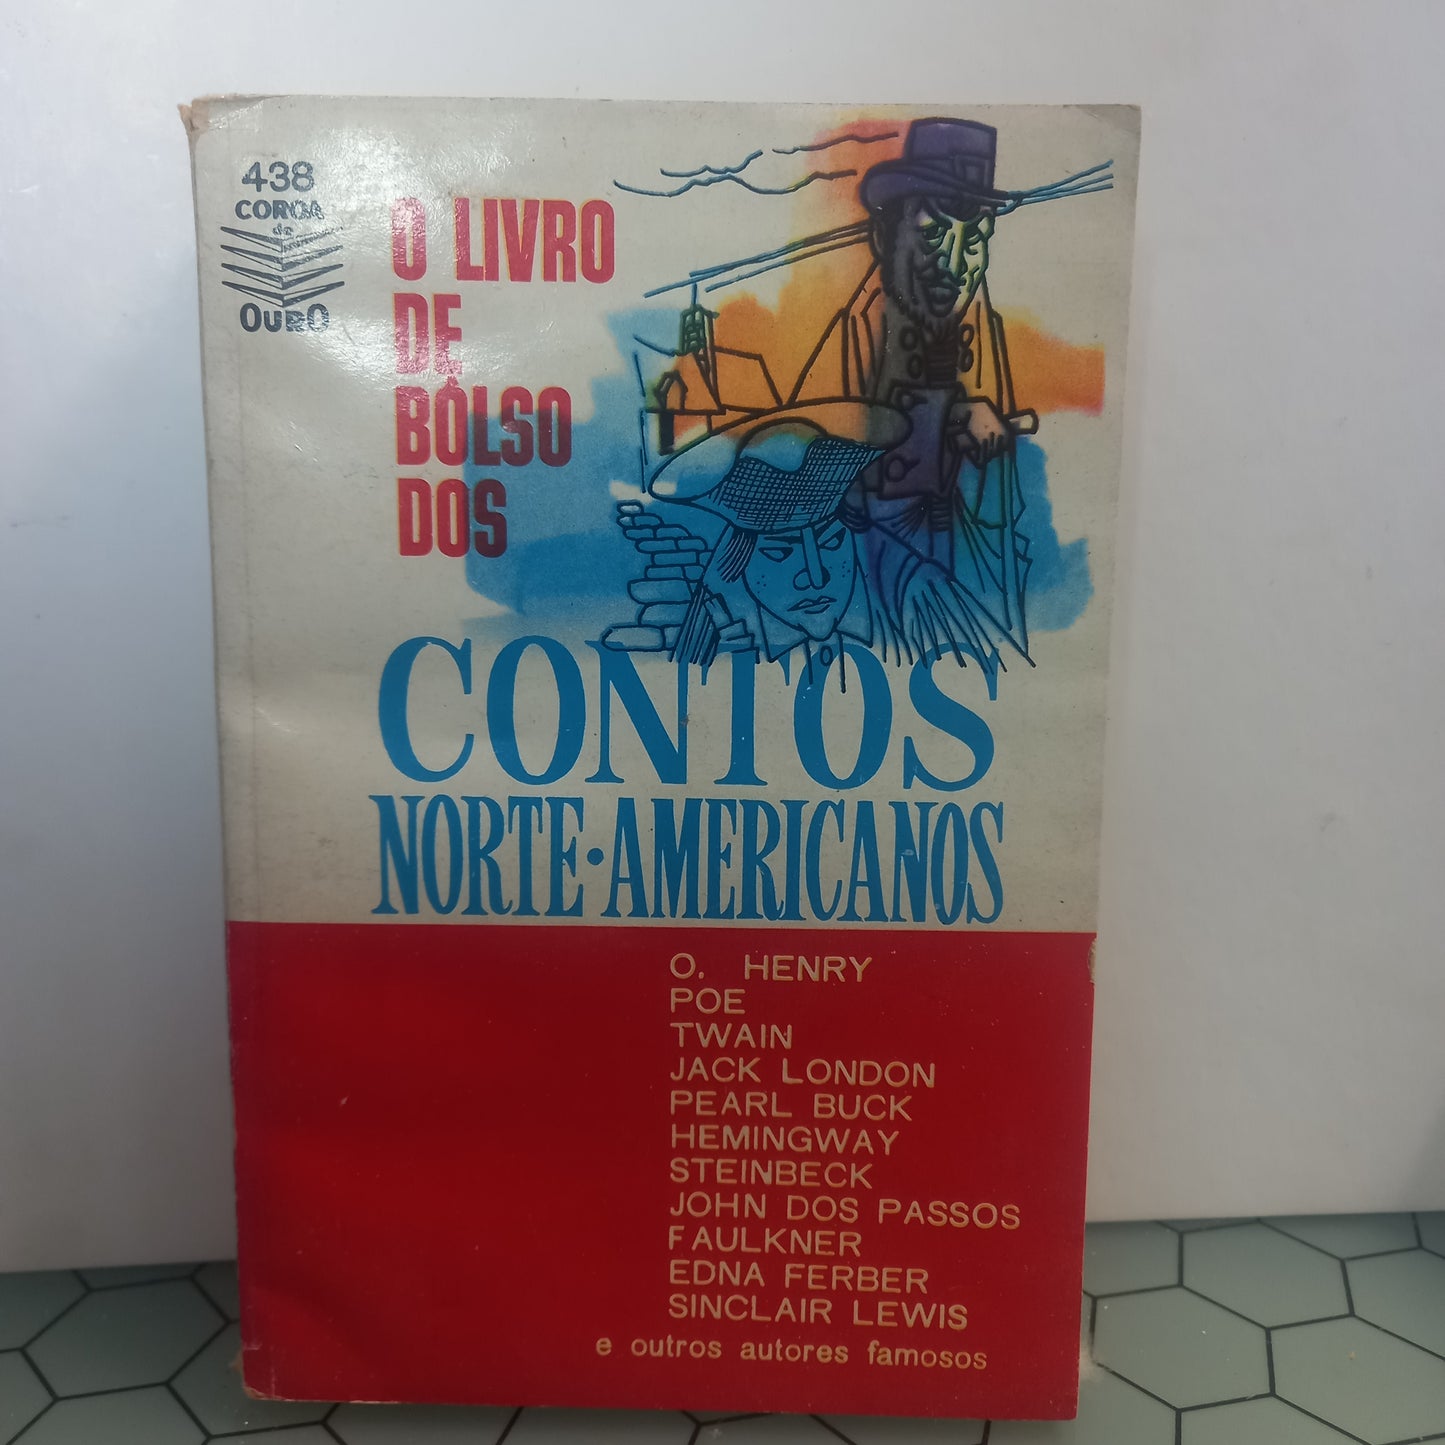 438
COROA
de
OURO
O LIVRO
DE
BÔLSO
DOS
CONTOS
NORTE·AMERICANOS
O. HENRY
POE
TWAIN
JACK LONDON
PEARL BUCK
HEMINGWAY
STEINBECK
JOHN DOS PASSOS
FAULKNER
EDNA FERBER
SINCLAIR LEWIS
e outros autores famosos